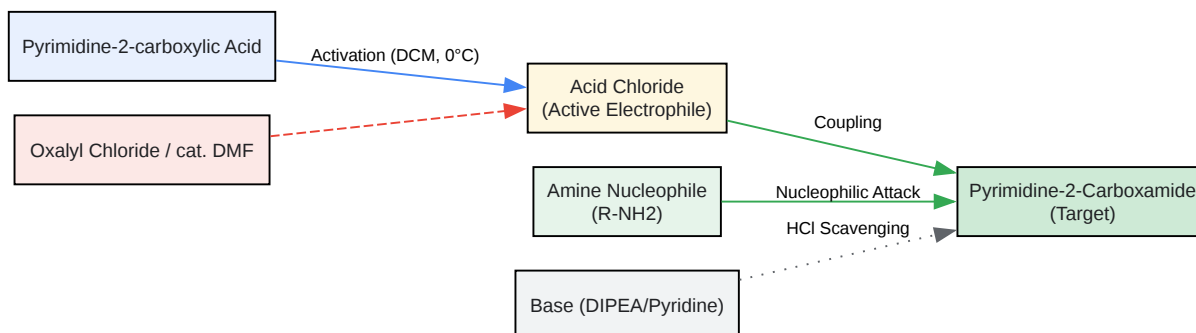 Pyrimidine-2-carboxylic Acid
Activation (DCM, 0°C)
Oxalyl Chloride / cat. DMF
Acid Chloride
(Active Electrophile)
Coupling
Amine Nucleophile
(R-NH2)
Nucleophilic Attack
HCl Scavenging
Pyrimidine-2-Carboxamide
(Target)
Base (DIPEA/Pyridine)